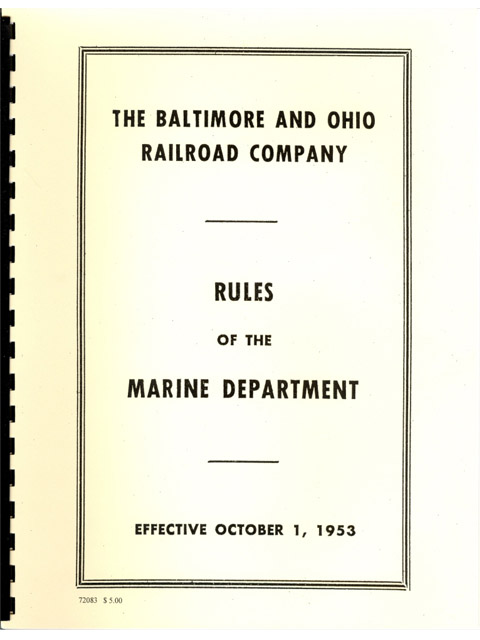 THE BALTIMORE AND OHIO
RAILROAD COMPANY
RULES
OF THE
MARINE DEPARTMENT
EFFECTIVE OCTOBER 1, 1953
72083 $ 5.00